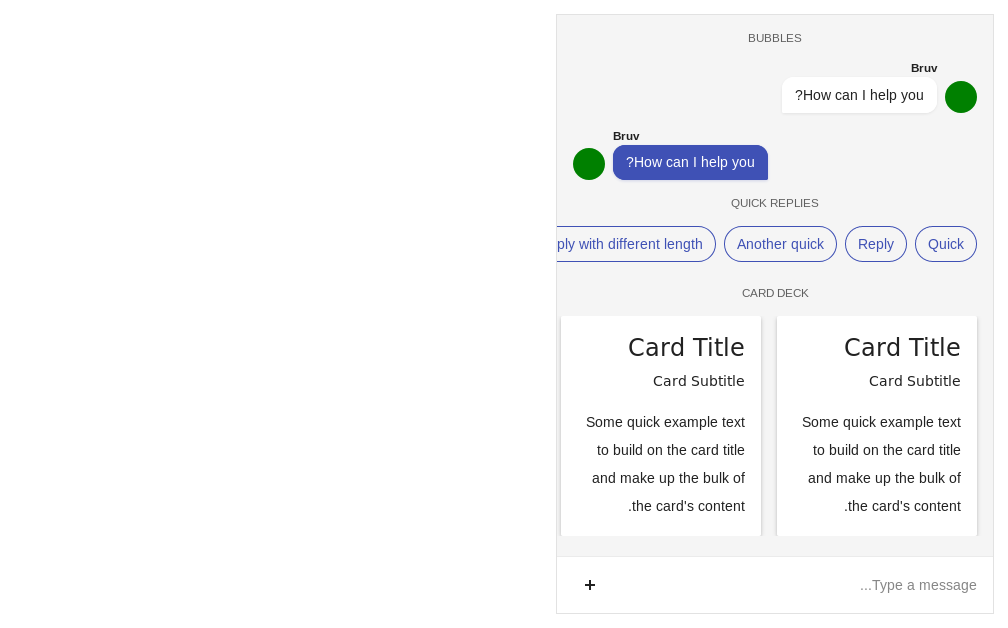 BUBBLES
Bruv
?How can I help you
Bruv
?How can I help you
QUICK REPLIES
Quick
Reply
Another quick
ply with different length
CARD DECK
Card Title
Card Subtitle
Some quick example text
to build on the card title
and make up the bulk of
.the card's content
Card Title
Card Subtitle
Some quick example text
to build on the card title
and make up the bulk of
.the card's content
...Type a message
+